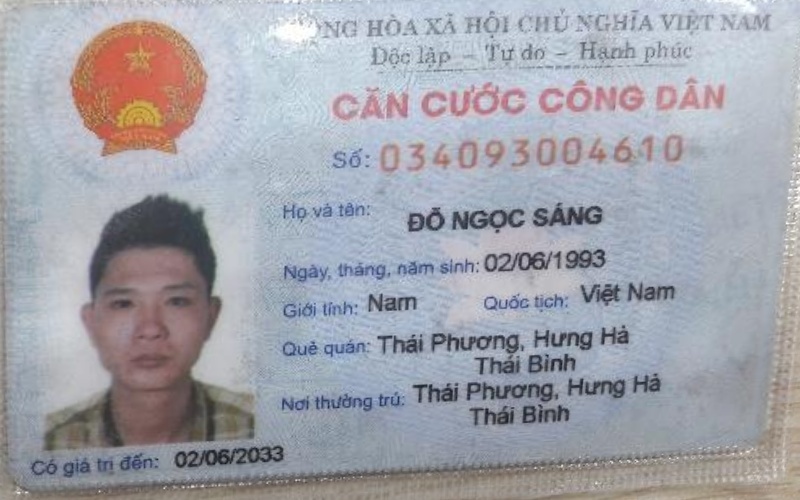 NG HÒA XÃ HỘI CHỦ NGHĨA VIỆT NAM
Độc lập – Tự do – Hạnh phúc
CĂN CƯỚC CÔNG DÂN
Số: 034093004610
Họ và tên: ĐỖ NGỌC SÁNG
Ngày, tháng, năm sinh: 02/06/1993
Giới tính: Nam Quốc tịch: Việt Nam
Quê quán: Thái Phương, Hưng Hà
Thái Bình
Nơi thường trú: Thái Phương, Hưng Hà
Thái Bình
Có giá trị đến: 02/06/2033